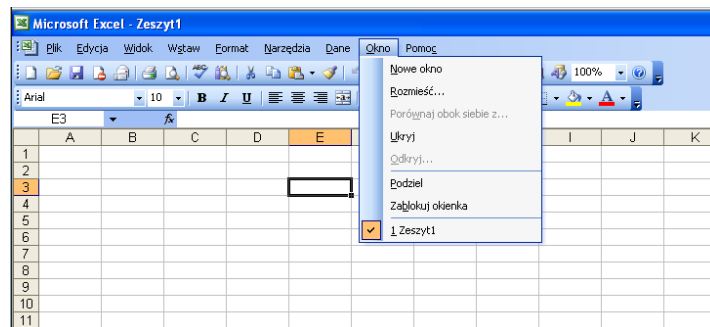 Microsoft Excel - Zeszyt1
Plik Edycja Widok Wstaw Format Narzędzia Dane Okno Pomoc
100%
Arial 10 B I U
E3 fx
A B C D E I J K
Nowe okno
Rozmieść...
Porównaj obok siebie z...
Ukryj
Odkryj...
Podziel
Zablokuj okienka
1 Zeszyt1
1
2
3
4
5
6
7
8
9
10
11